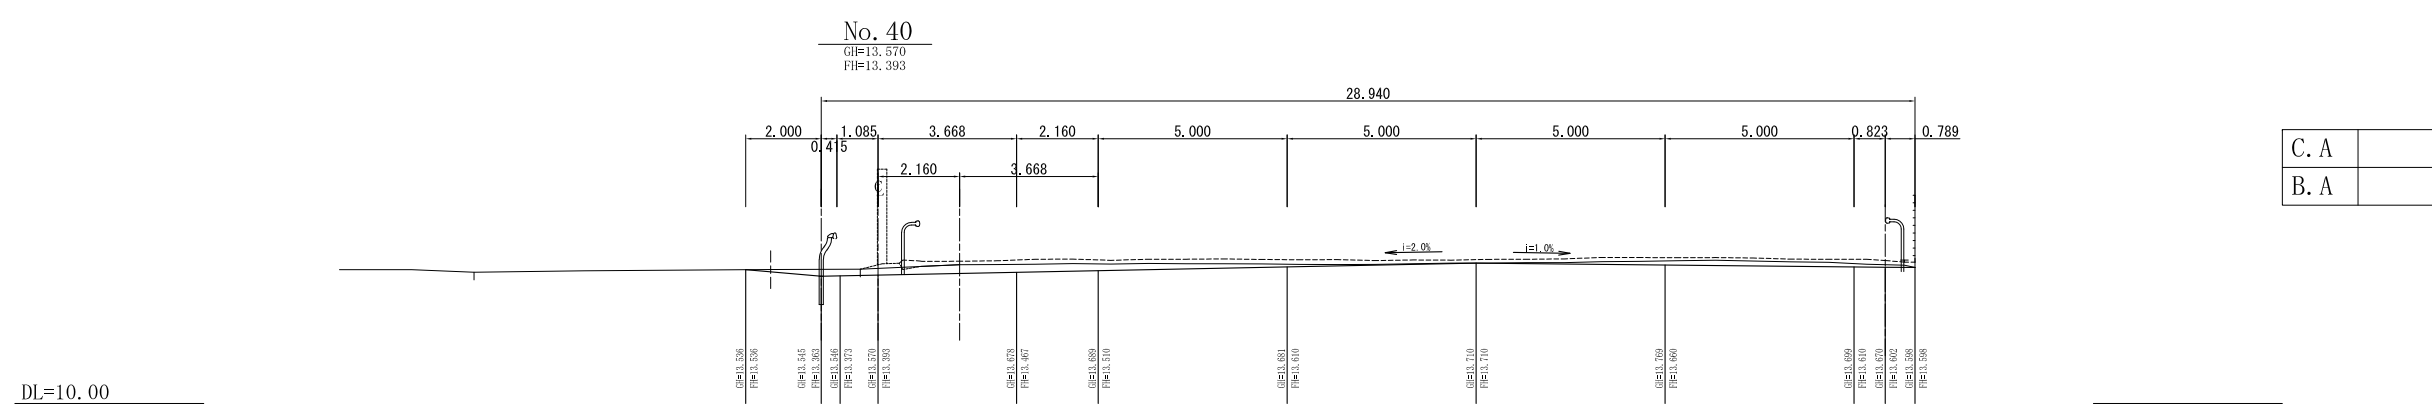 No. 40
GH=13.570
FH=13.393
28.940
2.000 1.085 3.668 2.160 5.000 5.000 5.000 5.000 0.823 0.789
0.415
2.160 3.668
C
C. A
B. A
i=2.0% i=1.0%
GH=13.536
FH=13.536
GH=13.545
FH=13.363
GH=13.546
FH=13.373
GH=13.570
FH=13.393
GH=13.678
FH=13.467
GH=13.689
FH=13.510
GH=13.681
FH=13.610
GH=13.710
FH=13.710
GH=13.769
FH=13.660
GH=13.699
FH=13.610
GH=13.670
FH=13.602
GH=13.598
FH=13.598
DL=10.00